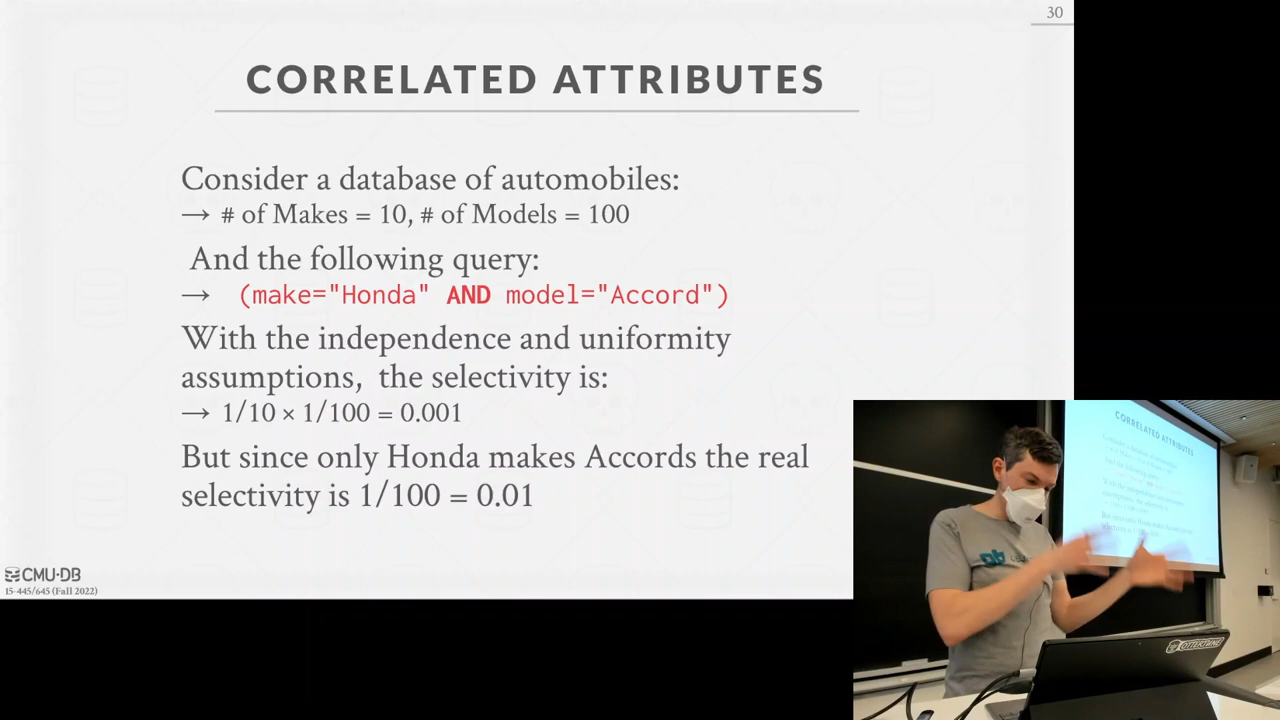 30
CORRELATED ATTRIBUTES
Consider a database of automobiles:
→ # of Makes = 10, # of Models = 100
And the following query:
→ (make="Honda" AND model="Accord")
With the independence and uniformity
assumptions, the selectivity is:
→ 1/10 × 1/100 = 0.001
But since only Honda makes Accords the real
selectivity is 1/100 = 0.01
CMU·DB
15-445/645 (Fall 2022)
CORRELATED ATTRIBUTES
OTTERTUNE